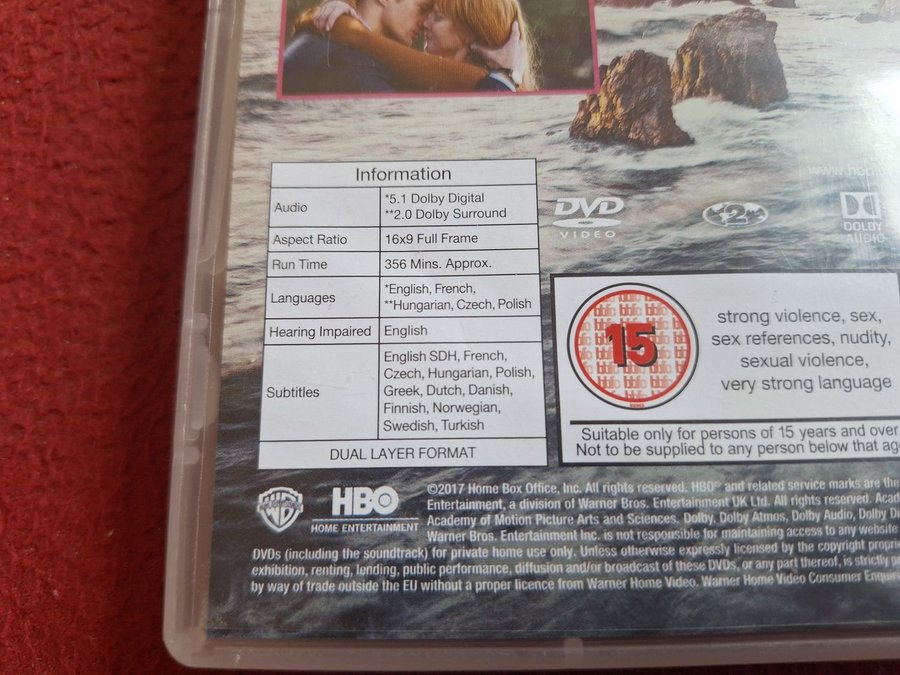 Information
Audio
*5.1 Dolby Digital
**2.0 Dolby Surround
Aspect Ratio
16x9 Full Frame
Run Time
356 Mins. Approx.
Languages
*English, French,
**Hungarian, Czech, Polish
Hearing Impaired
English
Subtitles
English SDH, French,
Czech, Hungarian, Polish,
Greek, Dutch, Danish,
Finnish, Norwegian,
Swedish, Turkish
DUAL LAYER FORMAT
DVD
VIDEO
2
DOLBY
AUDIO
15
strong violence, sex,
sex references, nudity,
sexual violence,
very strong language
Suitable only for persons of 15 years and over.
Not to be supplied to any person below that
WB
HBO
HOME ENTERTAINMENT
©2017 Home Box Office, Inc. All rights reserved. HBO® and related service marks are the
Entertainment, a division of Warner Bros. Entertainment UK Ltd. All rights reserved.
Academy of Motion Picture Arts and Sciences. Dolby, Dolby Atmos, Dolby Audio, Dolby
Warner Bros. Entertainment Inc. is not responsible for maintaining access to any website
DVDs (including the soundtrack) for private home use only. Unless otherwise expressly licensed by the copyright
exhibition, renting, lending, public performance, diffusion and/or broadcast of these DVDs, or any part thereof, is strictly
by way of trade outside the EU without a proper licence from Warner Home Video. Warner Home Video Consumer